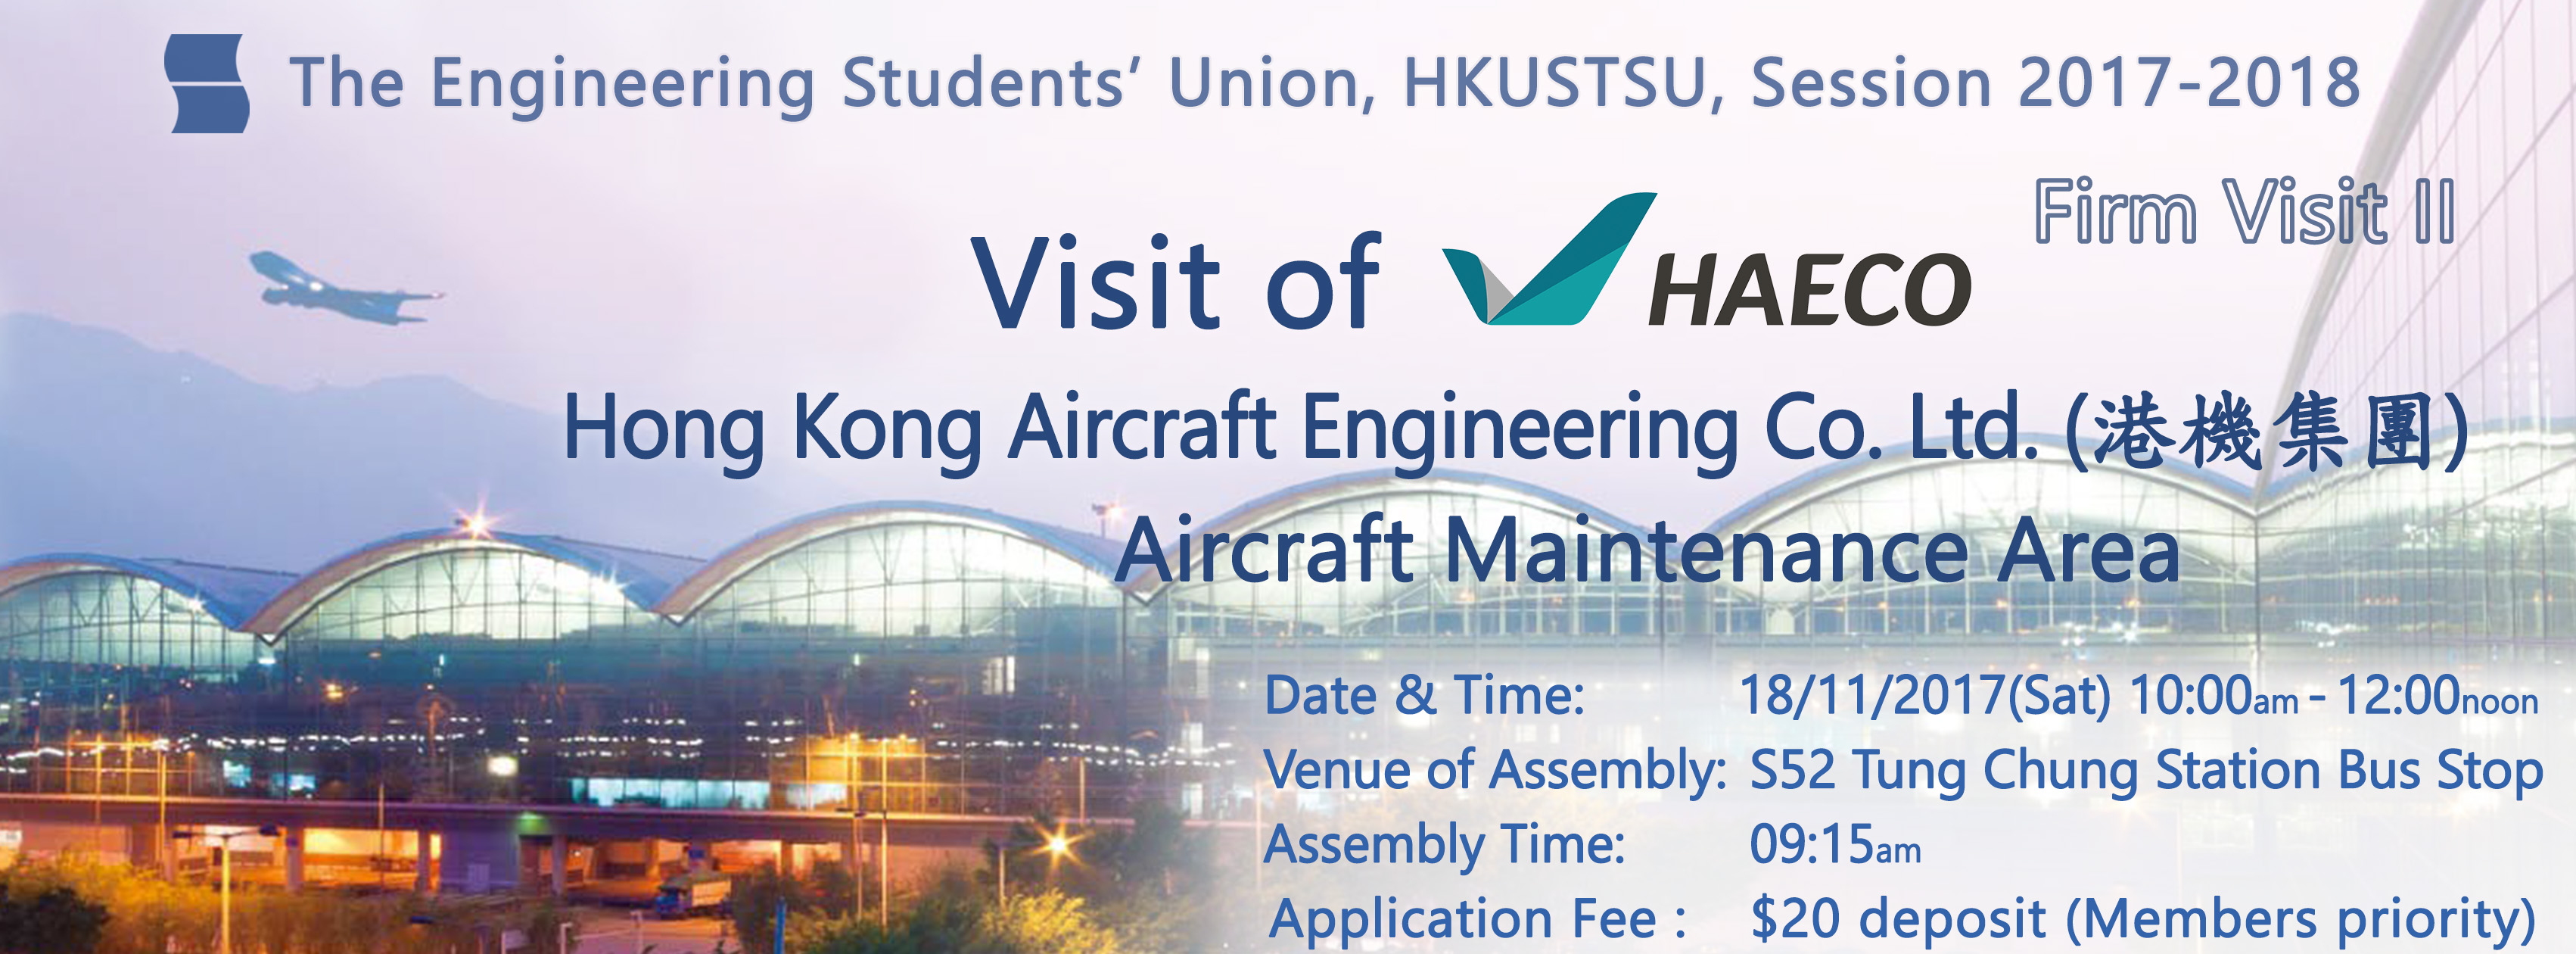 The Engineering Students’ Union, HKUSTSU, Session 2017-2018
Firm Visit II
Visit of HAECO
Hong Kong Aircraft Engineering Co. Ltd. (港機集團)
Aircraft Maintenance Area
Date & Time: 18/11/2017(Sat) 10:00am - 12:00noon
Venue of Assembly: S52 Tung Chung Station Bus Stop
Assembly Time: 09:15am
Application Fee : $20 deposit (Members priority)